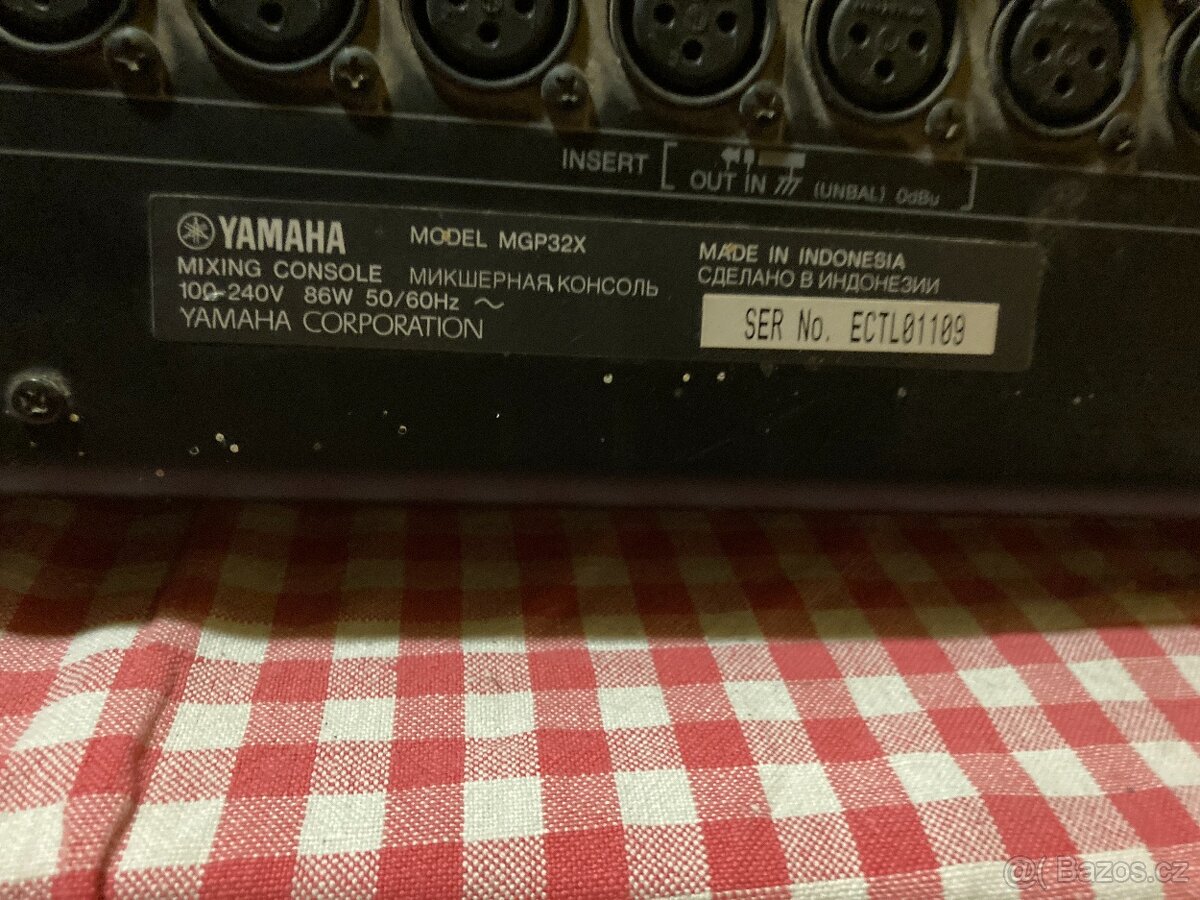 INSERT
OUT IN (UNBAL) 0dBu
YAMAHA MODEL MGP32X
MIXING CONSOLE МИКШЕРНАЯ КОНСОЛЬ
100-240V 86W 50/60Hz ~
YAMAHA CORPORATION
MADE IN INDONESIA
СДЕЛАНО В ИНДОНЕЗИИ
SER No. ECTL01109
Bazos.cz